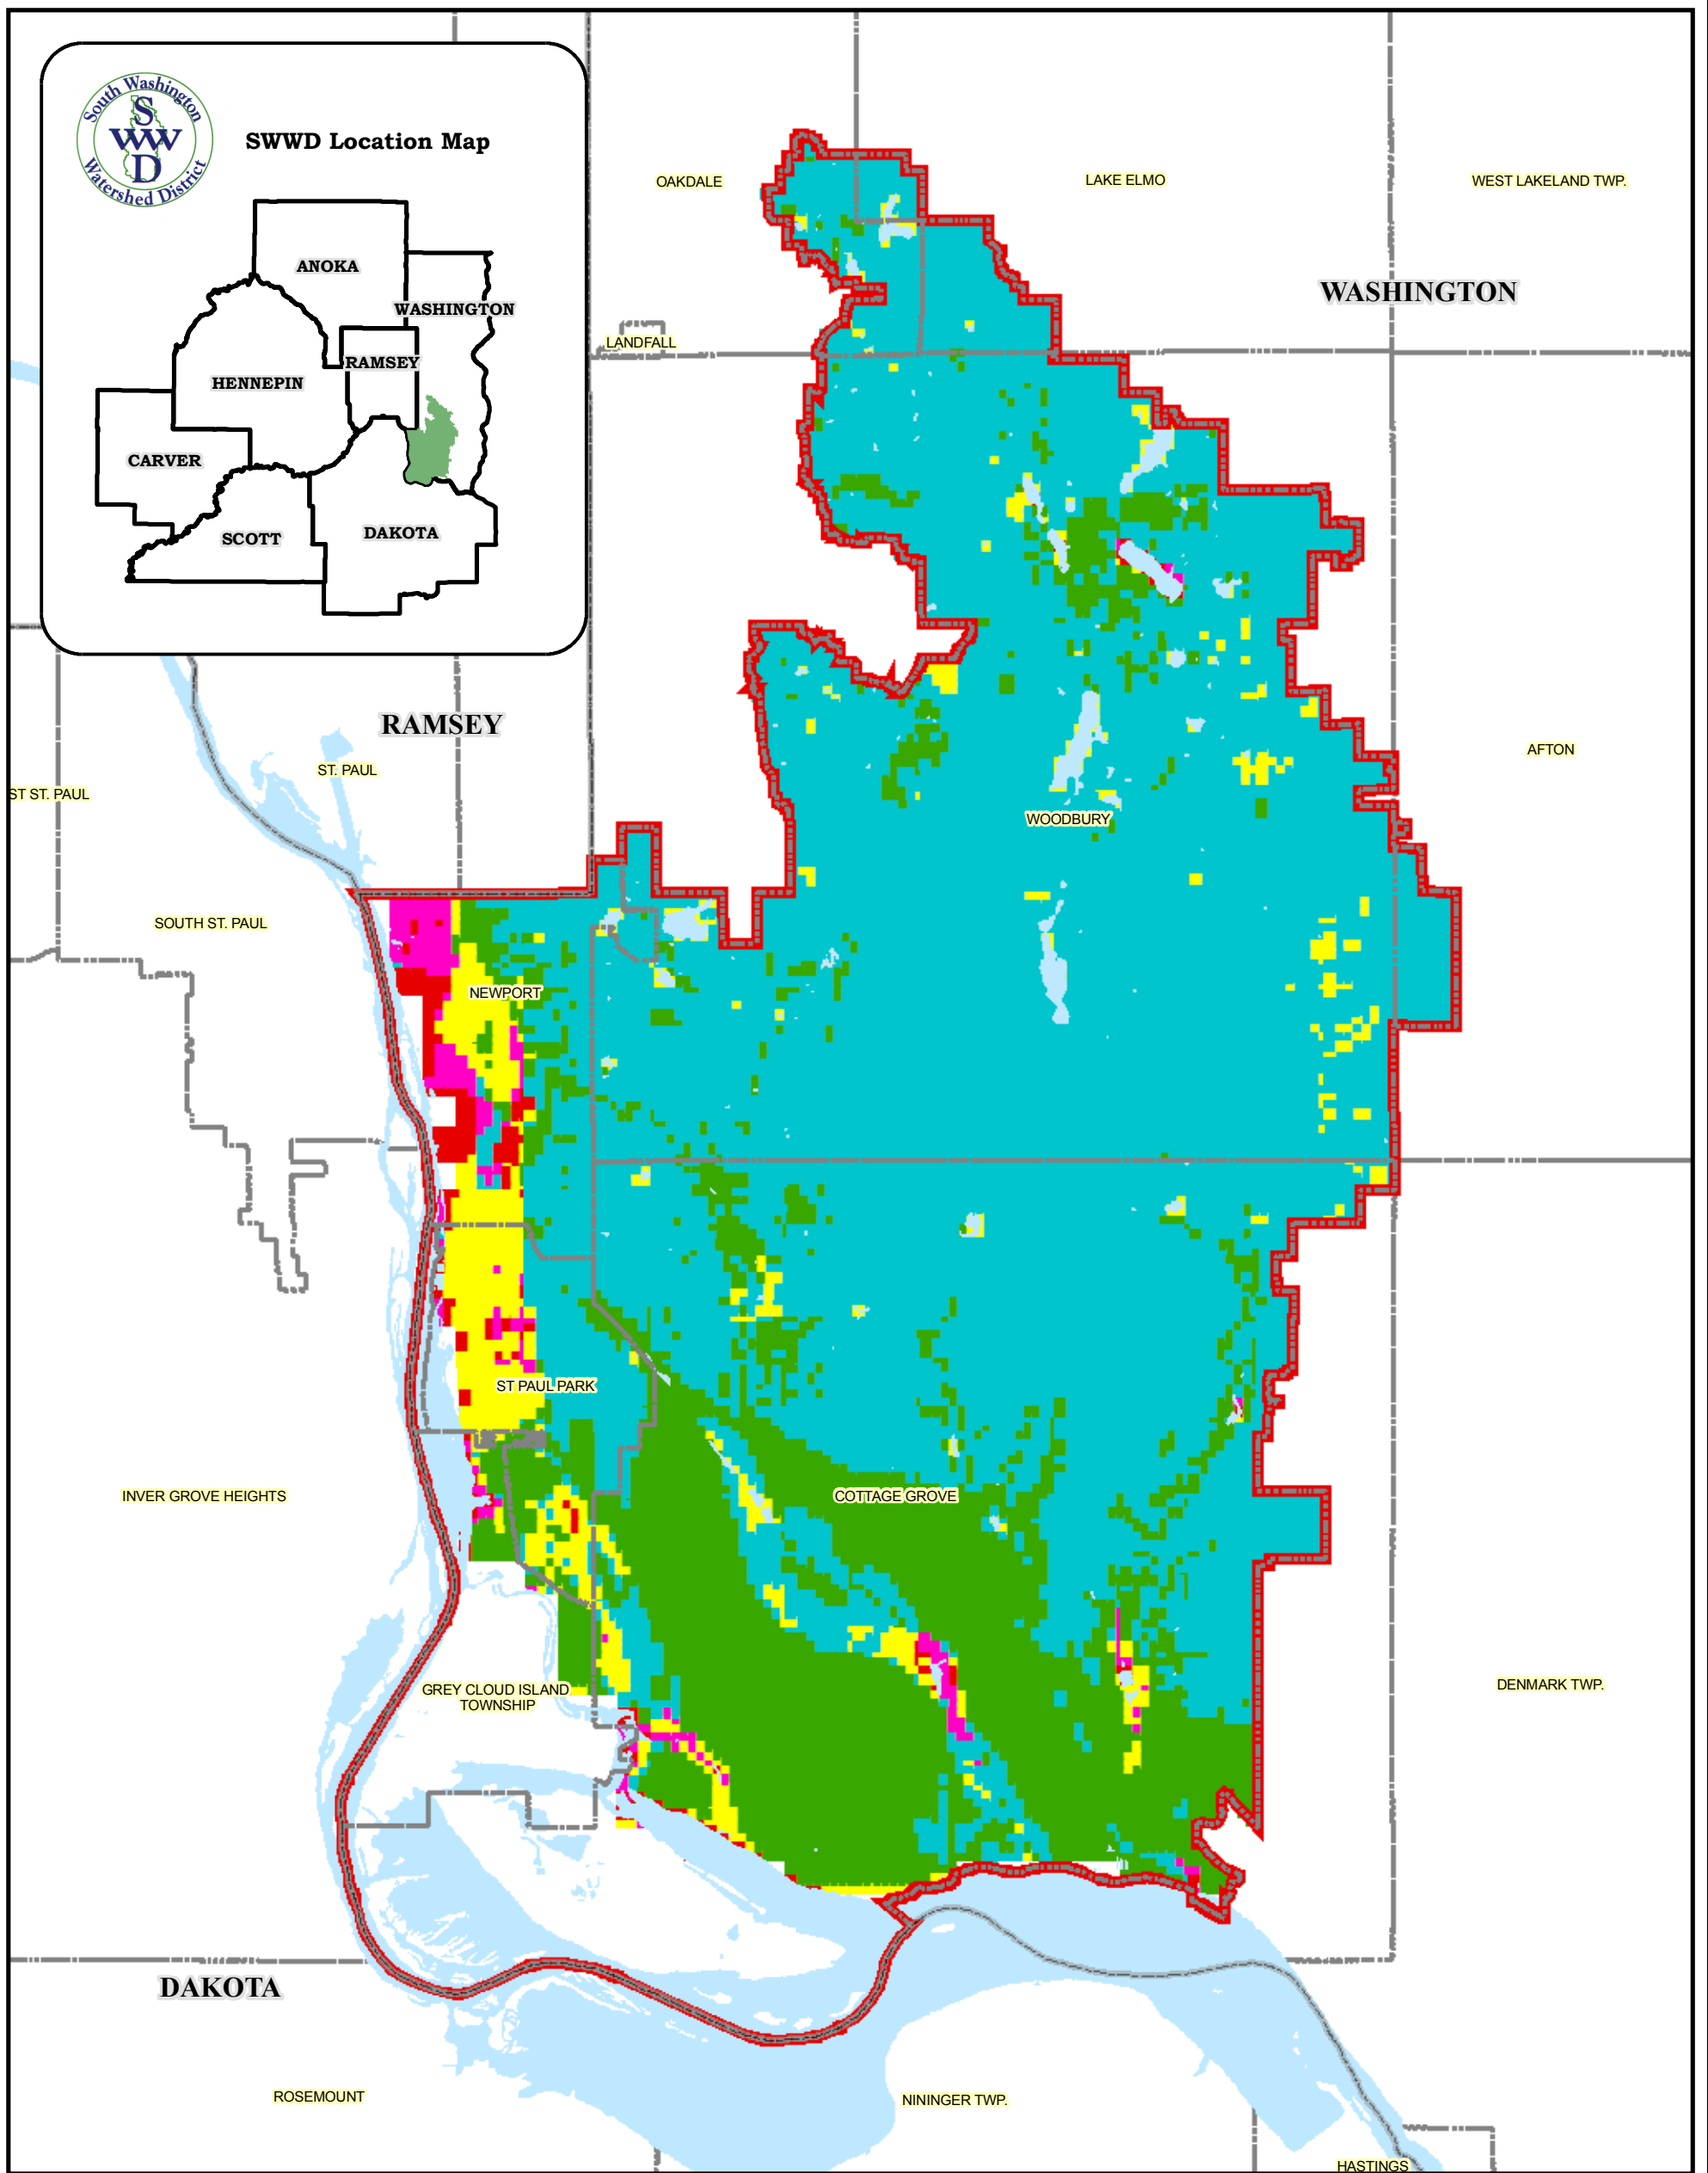 South Washington
S
WW
D
Watershed District
SWWD Location Map
ANOKA
WASHINGTON
RAMSEY
HENNEPIN
CARVER
SCOTT
DAKOTA
OAKDALE
LAKE ELMO
WEST LAKELAND TWP.
WASHINGTON
LANDFALL
RAMSEY
ST. PAUL
ST ST. PAUL
AFTON
WOODBURY
SOUTH ST. PAUL
NEWPORT
ST PAUL PARK
INVER GROVE HEIGHTS
COTTAGE GROVE
GREY CLOUD ISLAND
TOWNSHIP
DENMARK TWP.
DAKOTA
ROSEMOUNT
NININGER TWP.
HASTINGS